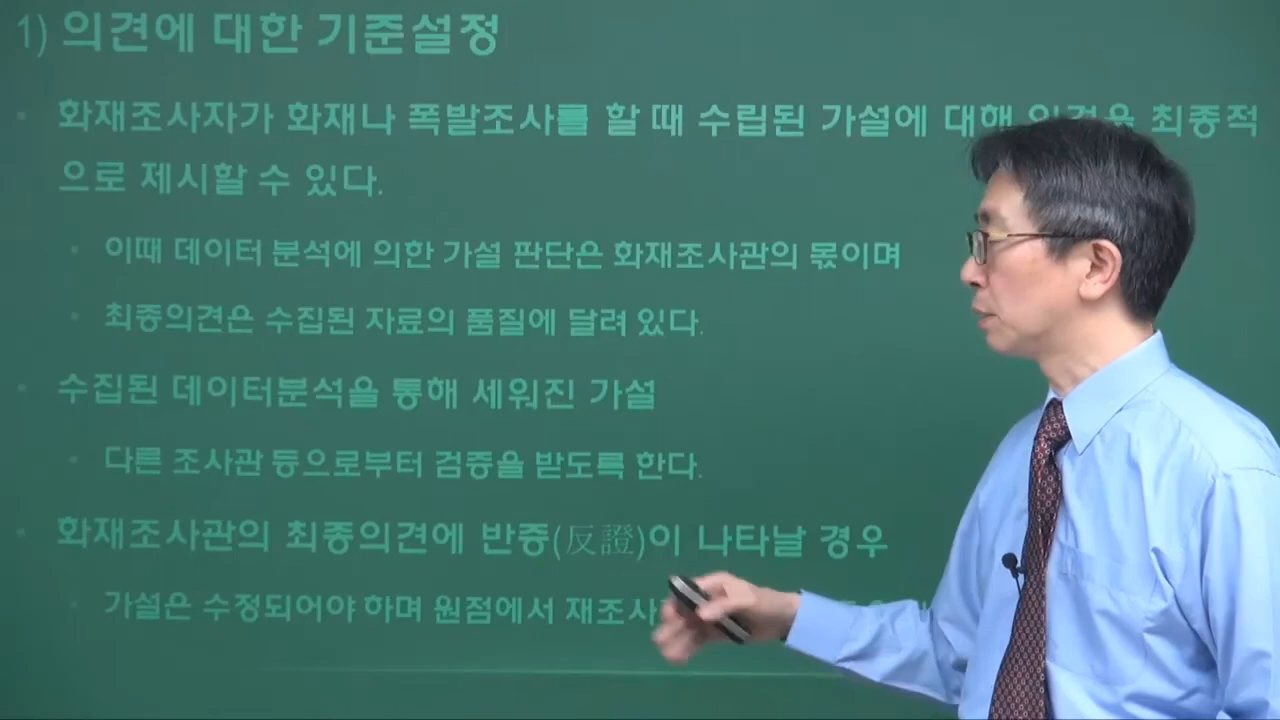 1) 의견에 대한 기준설정
• 화재조사자가 화재나 폭발조사를 할 때 수립된 가설에 대해 의견을 최종적
으로 제시할 수 있다.
• 이때 데이터 분석에 의한 가설 판단은 화재조사관의 몫이며
• 최종의견은 수집된 자료의 품질에 달려 있다.
• 수집된 데이터분석을 통해 세워진 가설
• 다른 조사관 등으로부터 검증을 받도록 한다.
• 화재조사관의 최종의견에 반증(反證)이 나타날 경우
• 가설은 수정되어야 하며 원점에서 재조사